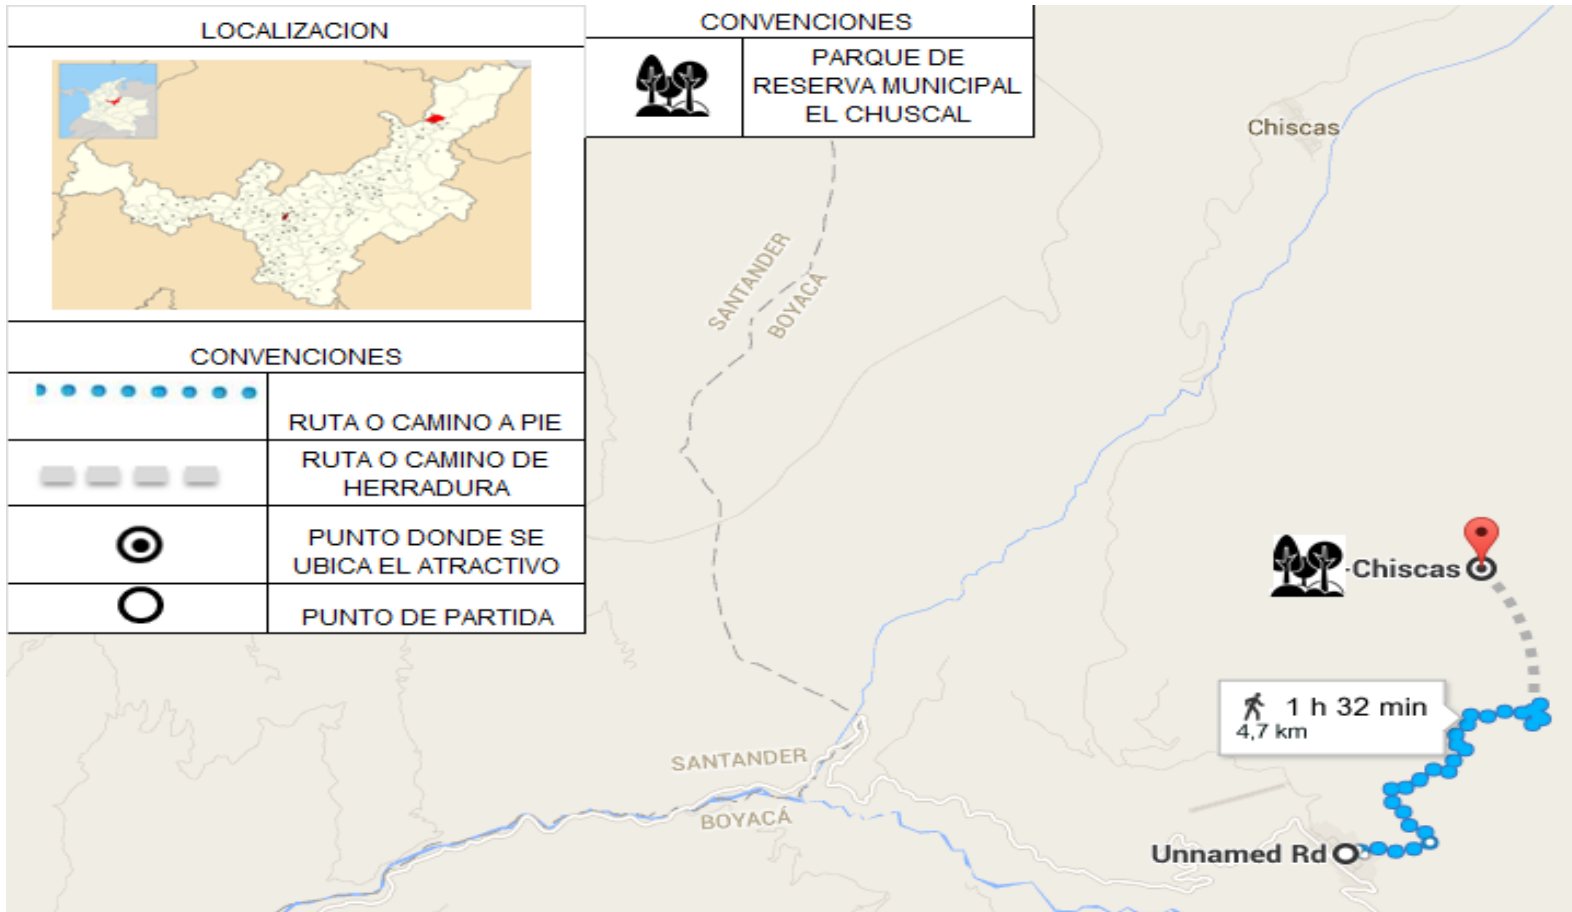 LOCALIZACION
CONVENCIONES
RUTA O CAMINO A PIE
RUTA O CAMINO DE
HERRADURA
PUNTO DONDE SE
UBICA EL ATRACTIVO
PUNTO DE PARTIDA
CONVENCIONES
PARQUE DE
RESERVA MUNICIPAL
EL CHUSCAL
Chiscas
SANTANDER
BOYACÁ
-Chiscas
1 h 32 min
4,7 km
SANTANDER
BOYACÁ
Unnamed Rd